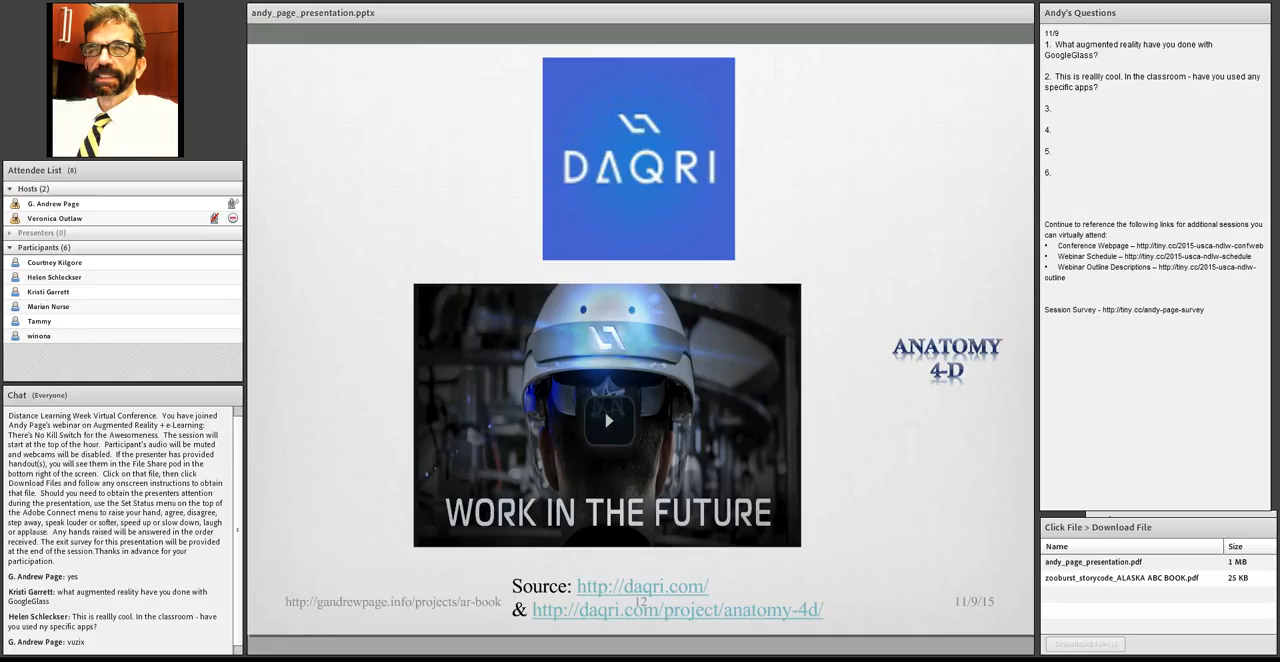 Attendee List (8)
Hosts (2)
G. Andrew Page
Veronica Outlaw
Presenters (0)
Participants (6)
Courtney Kilgore
Helen Schleckser
Kristi Garrett
Marian Nurse
Tammy
winona
Chat (Everyone)
Distance Learning Week Virtual Conference.  You have joined
Andy Page's webinar on Augmented Reality + e-Learning:
There's No Kill Switch for the Awesomeness.  The session will
start at the top of the hour.  Participant's audio will be muted
and webcams will be disabled.  If the presenter has provided
handout(s), you will see them in the File Share pod in the
bottom right of the screen.  Click on that file, then click
Download Files and follow any onscreen instructions to obtain
that file.  Should you need to obtain the presenters attention
during the presentation, use the Set Status menu on the top of
the Adobe Connect menu to raise your hand, agree, disagree,
step away, speak louder or softer, speed up or slow down, laugh
or applause.  Any hands raised will be answered in the order
received.  The exit survey for this presentation will be provided
at the end of the session.Thanks in advance for your
participation.
G. Andrew Page: yes
Kristi Garrett: what augmented reality have you done with
GoogleGlass
Helen Schleckser: This is reallly cool. In the classroom - have
you used ny specific apps?
G. Andrew Page: vuzix
andy_page_presentation.pptx
DAQRI
WORK IN THE FUTURE
ANATOMY
4-D
Source: http://daqri.com/
& http://daqri.com/project/anatomy-4d/
http://gandrewpage.info/projects/ar-book
12
11/9/15
Andy's Questions
11/9
1.  What augmented reality have you done with
GoogleGlass?
2.  This is reallly cool.  In the classroom - have you used any
specific apps?
3.
4.
5.
6.
Continue to reference the following links for additional sessions you
can virtually attend:
• Conference Webpage – http://tiny.cc/2015-usca-ndlw-confweb
• Webinar Schedule – http://tiny.cc/2015-usca-ndlw-schedule
• Webinar Outline Descriptions – http://tiny.cc/2015-usca-ndlw-
outline
Session Survey - http://tiny.cc/andy-page-survey
Click File > Download File
Name Size
andy_page_presentation.pdf 1 MB
zooburst_storycode_ALASKA ABC BOOK.pdf 25 KB
Download File(s)